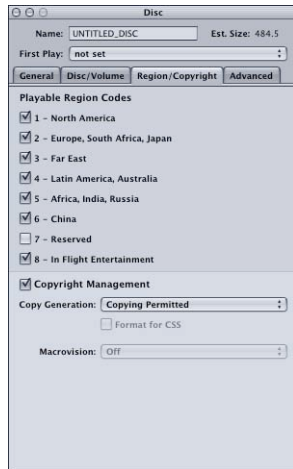 Disc
Name: UNTITLED_DISC Est. Size: 484.5
First Play: not set
General Disc/Volume Region/Copyright Advanced
Playable Region Codes
1 - North America
2 - Europe, South Africa, Japan
3 - Far East
4 - Latin America, Australia
5 - Africa, India, Russia
6 - China
7 - Reserved
8 - In Flight Entertainment
Copyright Management
Copy Generation: Copying Permitted
Format for CSS
Macrovision: Off